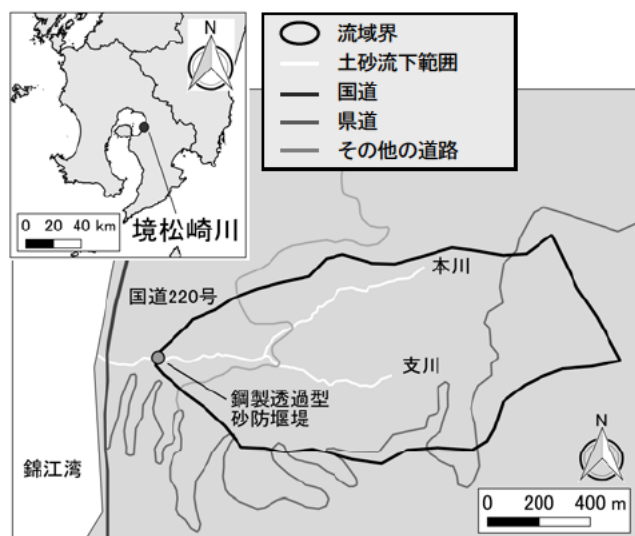 N
0 20 40 km
境松崎川
流域界
土砂流下範囲
国道
県道
その他の道路
国道220号
本川
支川
鋼製透過型
砂防堰堤
錦江湾
N
0 200 400 m